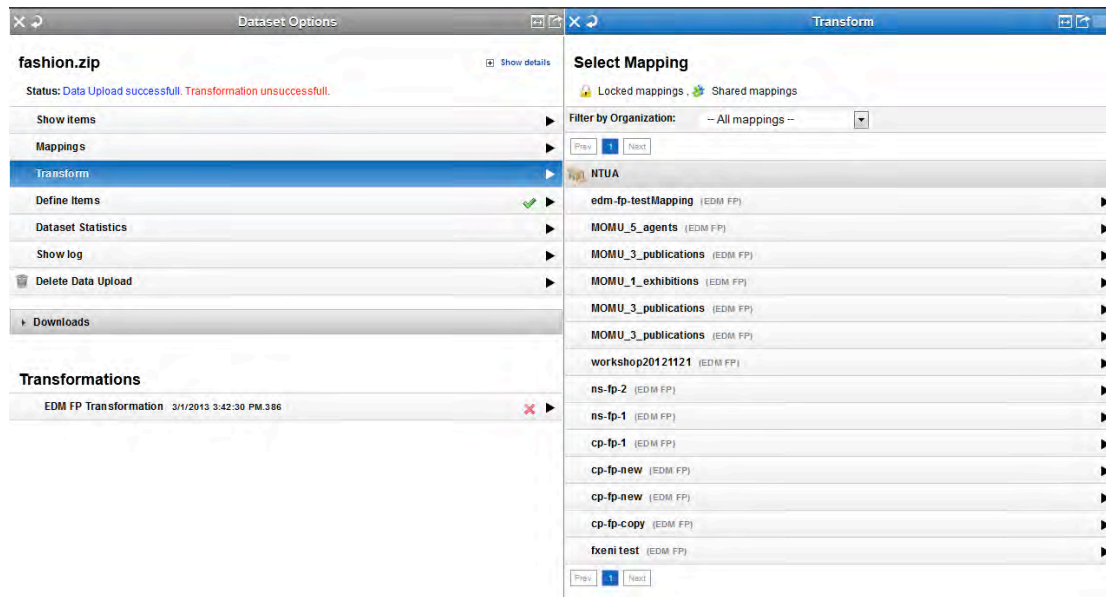 Dataset Options
fashion.zip
Show details
Status: Data Upload successfull. Transformation unsuccessfull.
Show items
Mappings
Transform
Define Items
Dataset Statistics
Show log
Delete Data Upload
Downloads
Transformations
EDM FP Transformation 3/1/2013 3:42:30 PM.386
Transform
Select Mapping
Locked mappings , Shared mappings
Filter by Organization: -- All mappings --
Prev 1 Next
NTUA
edm-fp-testMapping (EDM FP)
MOMU_5_agents (EDM FP)
MOMU_3_publications (EDM FP)
MOMU_1_exhibitions (EDM FP)
MOMU_3_publications (EDM FP)
MOMU_3_publications (EDM FP)
workshop20121121 (EDM FP)
ns-fp-2 (EDM FP)
ns-fp-1 (EDM FP)
cp-fp-1 (EDM FP)
cp-fp-new (EDM FP)
cp-fp-new (EDM FP)
cp-fp-copy (EDM FP)
fxeni test (EDM FP)
Prev 1 Next